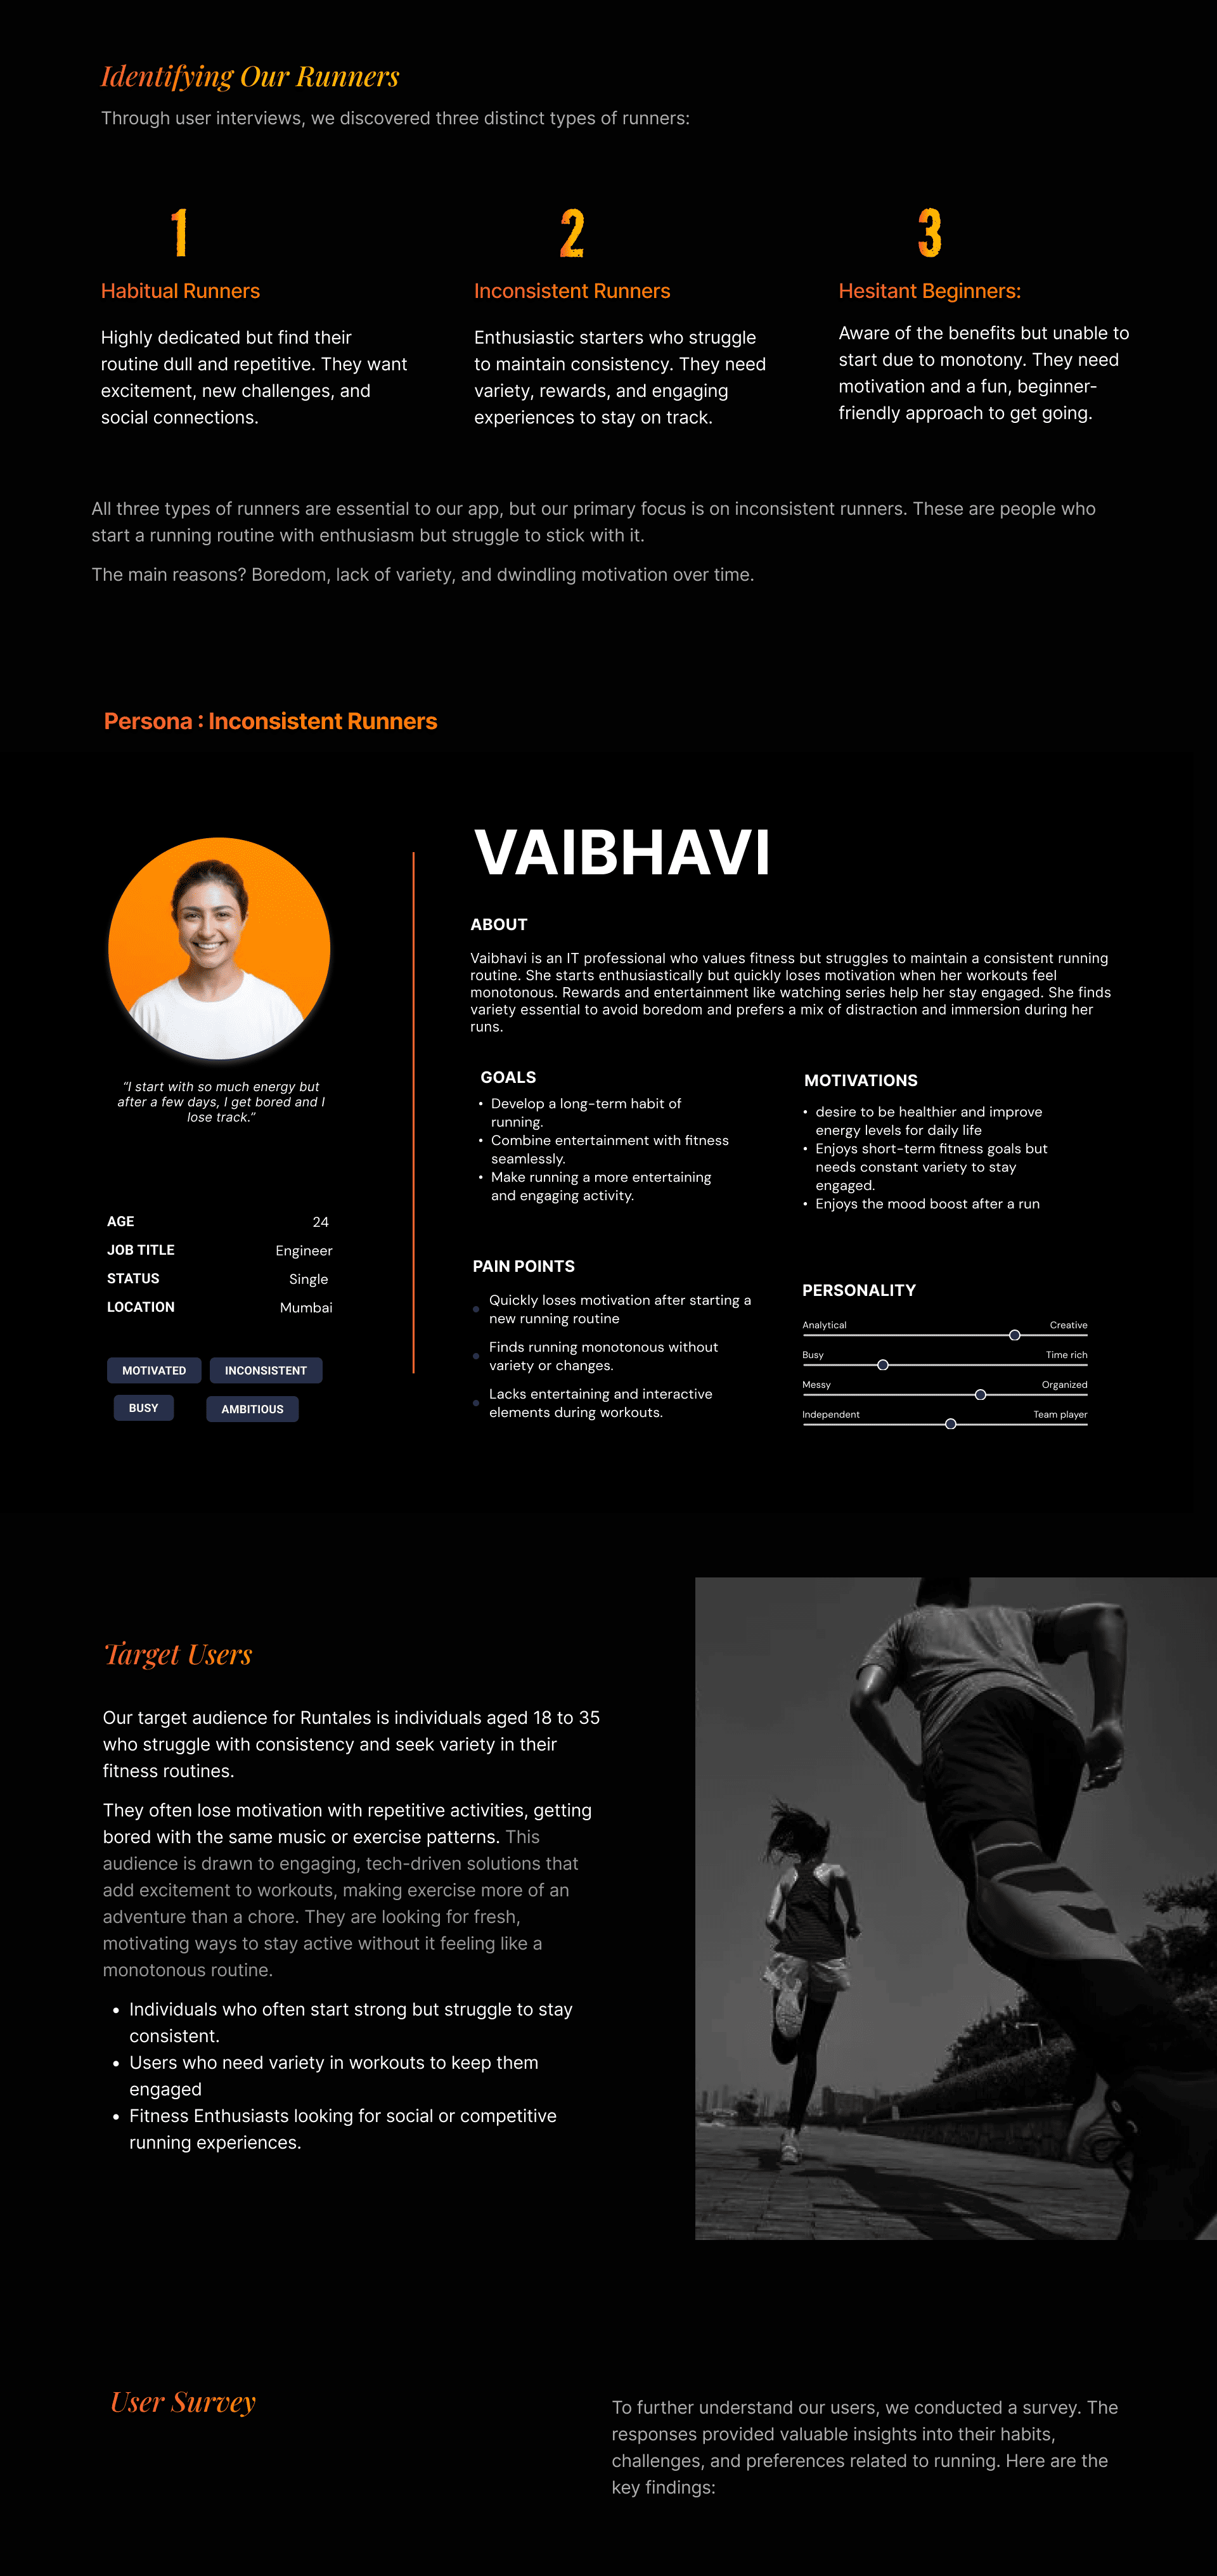 Identifying Our Runners
Through user interviews, we discovered three distinct types of runners:
1
Habitual Runners
Highly dedicated but find their
routine dull and repetitive. They want
excitement, new challenges, and
social connections.
2
Inconsistent Runners
Enthusiastic starters who struggle
to maintain consistency. They need
variety, rewards, and engaging
experiences to stay on track.
3
Hesitant Beginners:
Aware of the benefits but unable to
start due to monotony. They need
motivation and a fun, beginner-
friendly approach to get going.
All three types of runners are essential to our app, but our primary focus is on inconsistent runners. These are people who
start a running routine with enthusiasm but struggle to stick with it.
The main reasons? Boredom, lack of variety, and dwindling motivation over time.
Persona : Inconsistent Runners
“I start with so much energy but
after a few days, I get bored and I
lose track.”
AGE 24
JOB TITLE Engineer
STATUS Single
LOCATION Mumbai
MOTIVATED INCONSISTENT
BUSY AMBITIOUS
VAIBHAVI
ABOUT
Vaibhavi is an IT professional who values fitness but struggles to maintain a consistent running
routine. She starts enthusiastically but quickly loses motivation when her workouts feel
monotonous. Rewards and entertainment like watching series help her stay engaged. She finds
variety essential to avoid boredom and prefers a mix of distraction and immersion during her
runs.
GOALS
• Develop a long-term habit of
running.
• Combine entertainment with fitness
seamlessly.
• Make running a more entertaining
and engaging activity.
MOTIVATIONS
• desire to be healthier and improve
energy levels for daily life
• Enjoys short-term fitness goals but
needs constant variety to stay
engaged.
• Enjoys the mood boost after a run
PAIN POINTS
• Quickly loses motivation after starting a
new running routine
• Finds running monotonous without
variety or changes.
• Lacks entertaining and interactive
elements during workouts.
PERSONALITY
Analytical Creative
Busy Time rich
Messy Organized
Independent Team player
Target Users
Our target audience for Runtales is individuals aged 18 to 35
who struggle with consistency and seek variety in their
fitness routines.
They often lose motivation with repetitive activities, getting
bored with the same music or exercise patterns. This
audience is drawn to engaging, tech-driven solutions that
add excitement to workouts, making exercise more of an
adventure than a chore. They are looking for fresh,
motivating ways to stay active without it feeling like a
monotonous routine.
• Individuals who often start strong but struggle to stay
consistent.
• Users who need variety in workouts to keep them
engaged
• Fitness Enthusiasts looking for social or competitive
running experiences.
User Survey
To further understand our users, we conducted a survey. The
responses provided valuable insights into their habits,
challenges, and preferences related to running. Here are the
key findings: